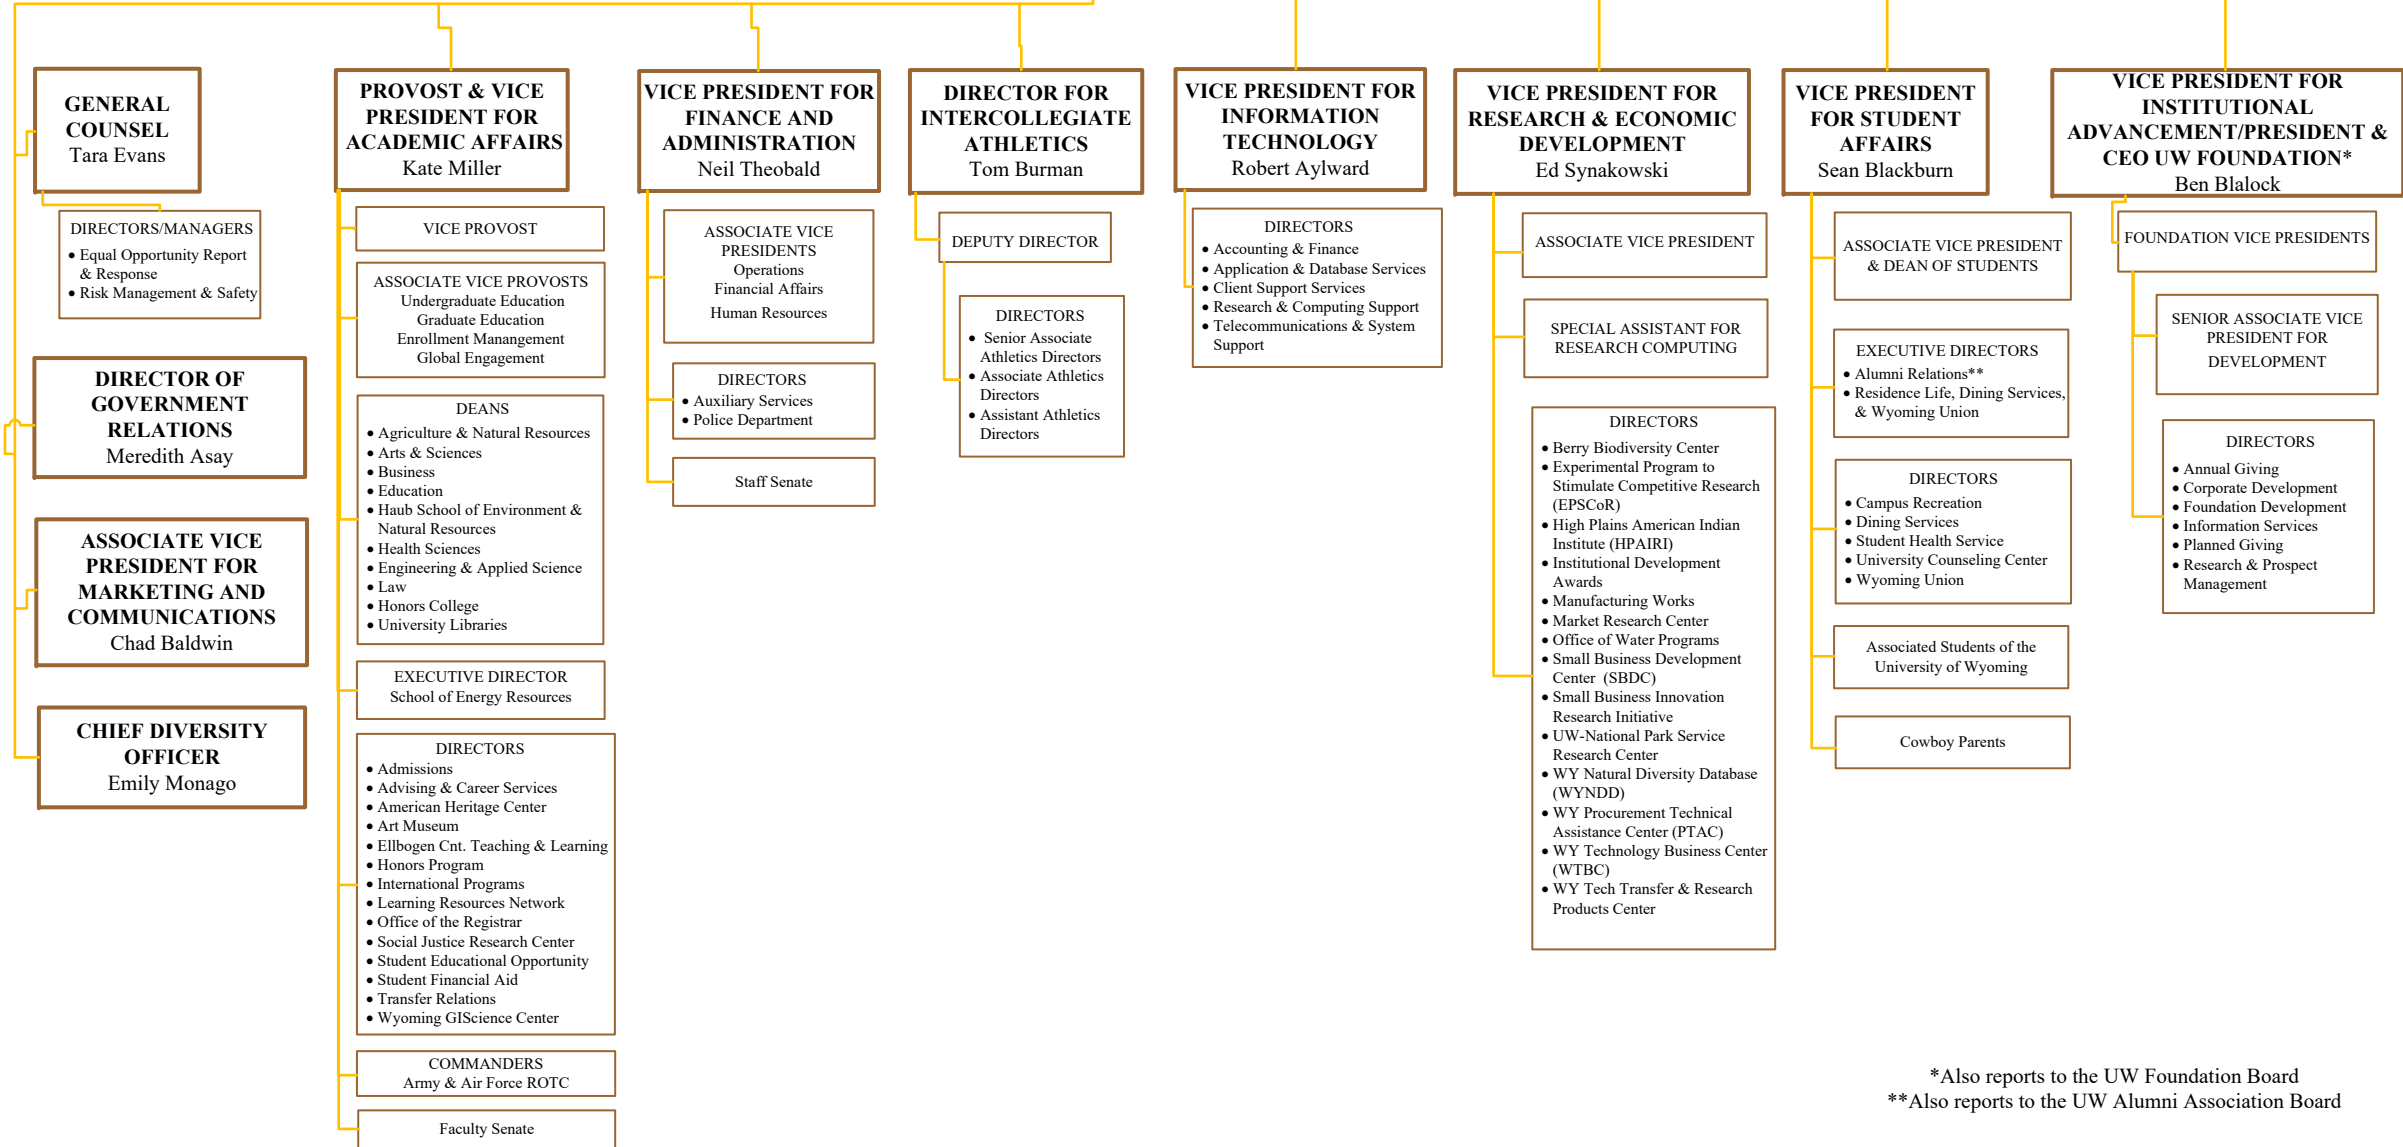 GENERAL
COUNSEL
Tara Evans
DIRECTORS/MANAGERS
• Equal Opportunity Report
& Response
• Risk Management & Safety
DIRECTOR OF
GOVERNMENT
RELATIONS
Meredith Asay
ASSOCIATE VICE
PRESIDENT FOR
MARKETING AND
COMMUNICATIONS
Chad Baldwin
CHIEF DIVERSITY
OFFICER
Emily Monago
PROVOST & VICE
PRESIDENT FOR
ACADEMIC AFFAIRS
Kate Miller
VICE PROVOST
ASSOCIATE VICE PROVOSTS
Undergraduate Education
Graduate Education
Enrollment Manangement
Global Engagement
DEANS
• Agriculture & Natural Resources
• Arts & Sciences
• Business
• Education
• Haub School of Environment &
Natural Resources
• Health Sciences
• Engineering & Applied Science
• Law
• Honors College
• University Libraries
EXECUTIVE DIRECTOR
School of Energy Resources
DIRECTORS
• Admissions
• Advising & Career Services
• American Heritage Center
• Art Museum
• Ellbogen Cnt. Teaching & Learning
• Honors Program
• International Programs
• Learning Resources Network
• Office of the Registrar
• Social Justice Research Center
• Student Educational Opportunity
• Student Financial Aid
• Transfer Relations
• Wyoming GIScience Center
COMMANDERS
Army & Air Force ROTC
Faculty Senate
VICE PRESIDENT FOR
FINANCE AND
ADMINISTRATION
Neil Theobald
ASSOCIATE VICE
PRESIDENTS
Operations
Financial Affairs
Human Resources
DIRECTORS
• Auxiliary Services
• Police Department
Staff Senate
DIRECTOR FOR
INTERCOLLEGIATE
ATHLETICS
Tom Burman
DEPUTY DIRECTOR
DIRECTORS
• Senior Associate
Athletics Directors
• Associate Athletics
Directors
• Assistant Athletics
Directors
VICE PRESIDENT FOR
INFORMATION
TECHNOLOGY
Robert Aylward
DIRECTORS
• Accounting & Finance
• Application & Database Services
• Client Support Services
• Research & Computing Support
• Telecommunications & System
Support
VICE PRESIDENT FOR
RESEARCH & ECONOMIC
DEVELOPMENT
Ed Synakowski
ASSOCIATE VICE PRESIDENT
SPECIAL ASSISTANT FOR
RESEARCH COMPUTING
DIRECTORS
• Berry Biodiversity Center
• Experimental Program to
Stimulate Competitive Research
(EPSCoR)
• High Plains American Indian
Institute (HPAIRI)
• Institutional Development
Awards
• Manufacturing Works
• Market Research Center
• Office of Water Programs
• Small Business Development
Center (SBDC)
• Small Business Innovation
Research Initiative
• UW-National Park Service
Research Center
• WY Natural Diversity Database
(WYNDD)
• WY Procurement Technical
Assistance Center (PTAC)
• WY Technology Business Center
(WTBC)
• WY Tech Transfer & Research
Products Center
VICE PRESIDENT
FOR STUDENT
AFFAIRS
Sean Blackburn
ASSOCIATE VICE PRESIDENT
& DEAN OF STUDENTS
EXECUTIVE DIRECTORS
• Alumni Relations**
• Residence Life, Dining Services,
& Wyoming Union
DIRECTORS
• Campus Recreation
• Dining Services
• Student Health Service
• University Counseling Center
• Wyoming Union
Associated Students of the
University of Wyoming
Cowboy Parents
VICE PRESIDENT FOR
INSTITUTIONAL
ADVANCEMENT/PRESIDENT &
CEO UW FOUNDATION*
Ben Blalock
FOUNDATION VICE PRESIDENTS
SENIOR ASSOCIATE VICE
PRESIDENT FOR
DEVELOPMENT
DIRECTORS
• Annual Giving
• Corporate Development
• Foundation Development
• Information Services
• Planned Giving
• Research & Prospect
Management
*Also reports to the UW Foundation Board
**Also reports to the UW Alumni Association Board